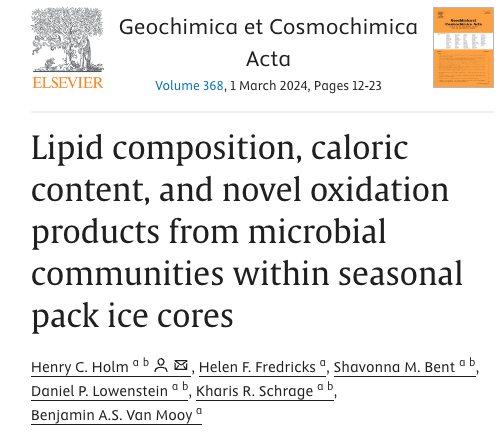 Geochimica et Cosmochimica
Acta
ELSEVIER
Volume 368, 1 March 2024, Pages 12-23
Lipid composition, caloric
content, and novel oxidation
products from microbial
communities within seasonal
pack ice cores
Henry C. Holm a b, Helen F. Fredricks a, Shavonna M. Bent a b,
Daniel P. Lowenstein a b, Kharis R. Schrage a b,
Benjamin A.S. Van Mooy a